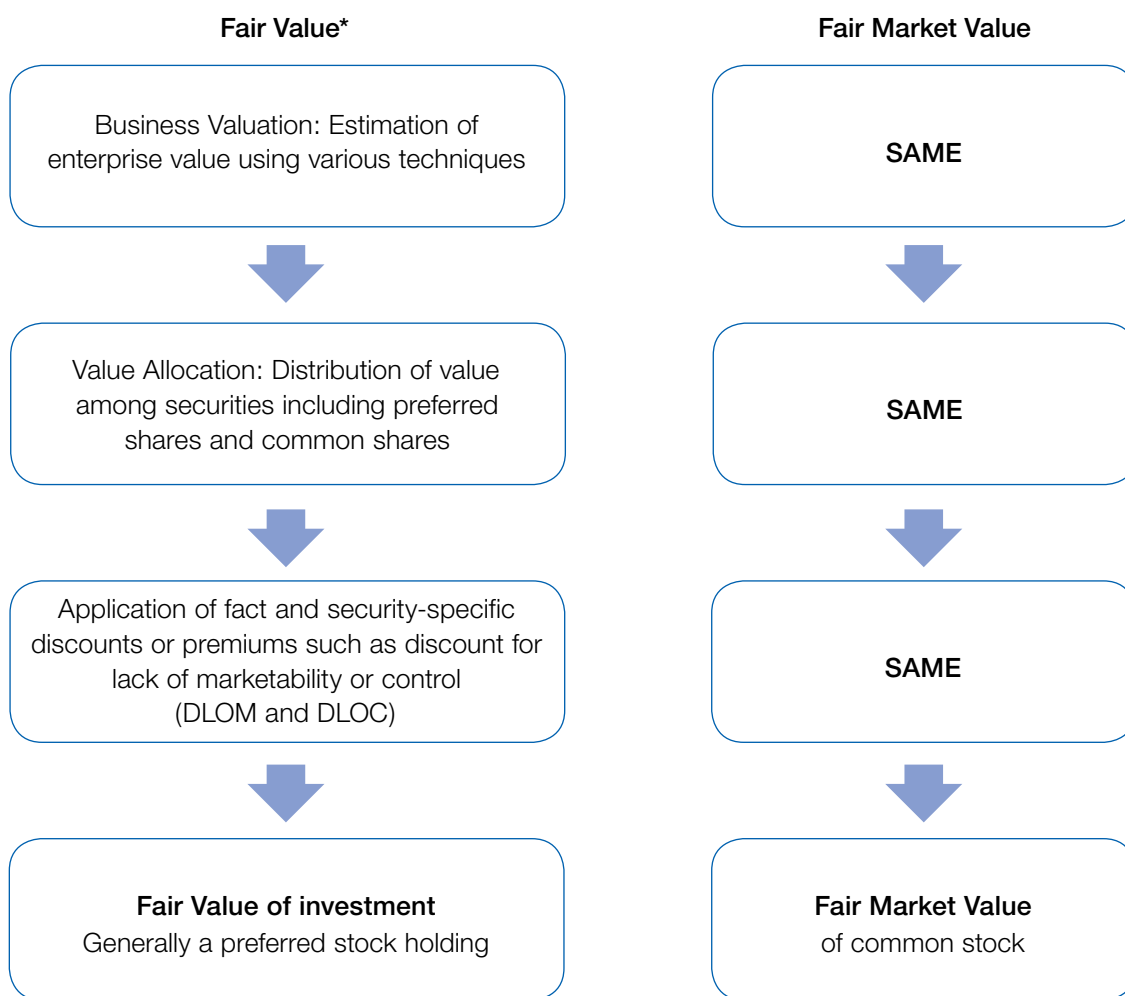 Fair Value*
Fair Market Value
Business Valuation: Estimation of
enterprise value using various techniques
SAME
Value Allocation: Distribution of value
among securities including preferred
shares and common shares
SAME
Application of fact and security-specific
discounts or premiums such as discount for
lack of marketability or control
(DLOM and DLOC)
SAME
Fair Value of investment
Generally a preferred stock holding
Fair Market Value
of common stock